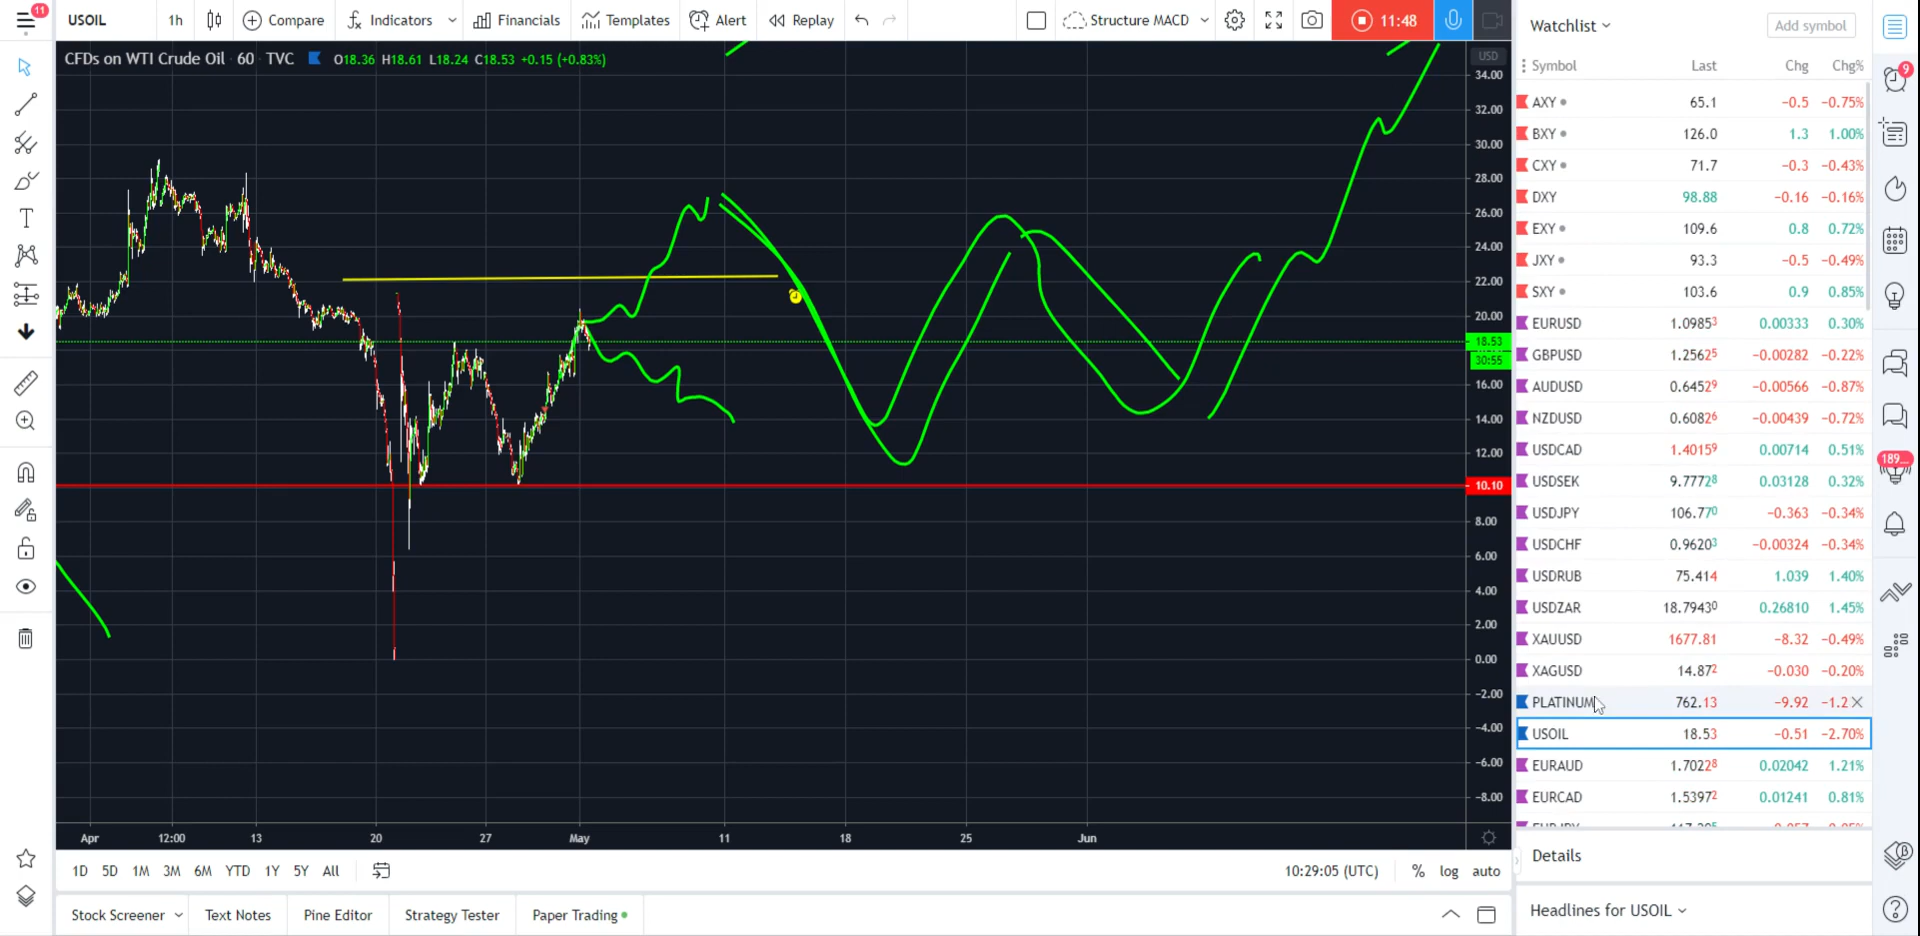 11
USOIL 1h Compare Indicators Financials Templates Alert Replay Structure MACD 11:48
CFDs on WTI Crude Oil 60 TVC O18.36 H18.61 L18.24 C18.53 +0.15 (+0.83%)
USD
34.00
32.00
30.00
28.00
26.00
24.00
22.00
20.00
18.53
30:55
16.00
14.00
12.00
10.10
8.00
6.00
4.00
2.00
0.00
−2.00
−4.00
−6.00
−8.00
Apr 12:00 13 20 27 May 11 18 25 Jun
1D 5D 1M 3M 6M YTD 1Y 5Y All 10:29:05 (UTC) % log auto
Stock Screener Text Notes Pine Editor Strategy Tester Paper Trading
Watchlist Add symbol
Symbol Last Chg Chg%
AXY 65.1 −0.5 −0.75%
BXY 126.0 1.3 1.00%
CXY 71.7 −0.3 −0.43%
DXY 98.88 −0.16 −0.16%
EXY 109.6 0.8 0.72%
JXY 93.3 −0.5 −0.49%
SXY 103.6 0.9 0.85%
EURUSD 1.09853 0.00333 0.30%
GBPUSD 1.25625 −0.00282 −0.22%
AUDUSD 0.64529 −0.00566 −0.87%
NZDUSD 0.60826 −0.00439 −0.72%
USDCAD 1.40159 0.00714 0.51%
USDSEK 9.77728 0.03128 0.32%
USDJPY 106.770 −0.363 −0.34%
USDCHF 0.96203 −0.00324 −0.34%
USDRUB 75.414 1.039 1.40%
USDZAR 18.79430 0.26810 1.45%
XAUUSD 1677.81 −8.32 −0.49%
XAGUSD 14.872 −0.030 −0.20%
PLATINUM 762.13 −9.92 −1.2
USOIL 18.53 −0.51 −2.70%
EURAUD 1.70228 0.02042 1.21%
EURCAD 1.53972 0.01241 0.81%
Details
Headlines for USOIL
9
189...